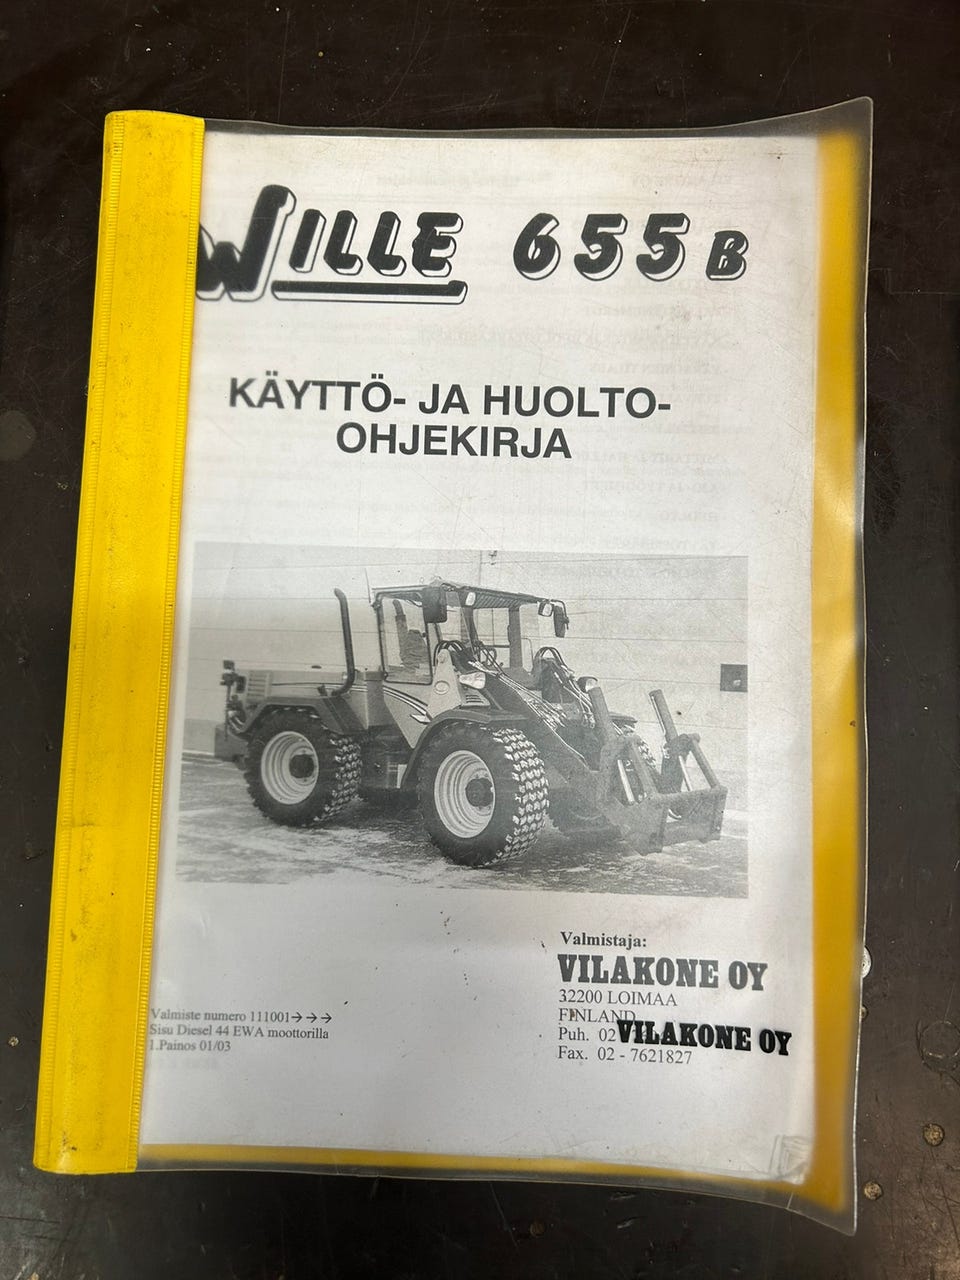 WILLE 655B
KÄYTTÖ- JA HUOLTO-
OHJEKIRJA
Valmistaja:
VILAKONE OY
32200 LOIMAA
FINLAND
Puh. 02
VILAKONE OY
Fax. 02 - 7621827
Valmiste numero 111001→→→
Sisu Diesel 44 EWA moottorilla
1.Painos 01/03